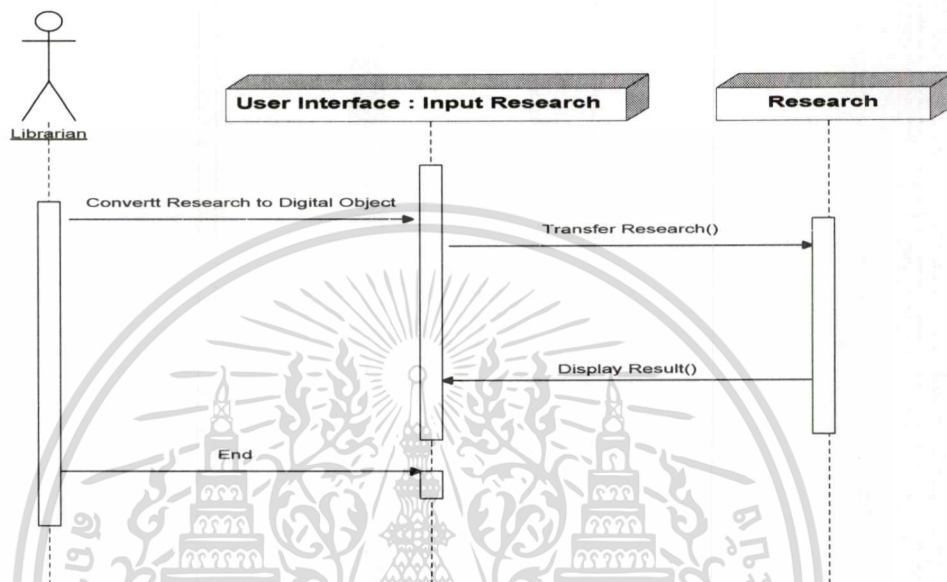 Librarian
User Interface : Input Research
Research
Convertt Research to Digital Object
Transfer Research()
Display Result()
End